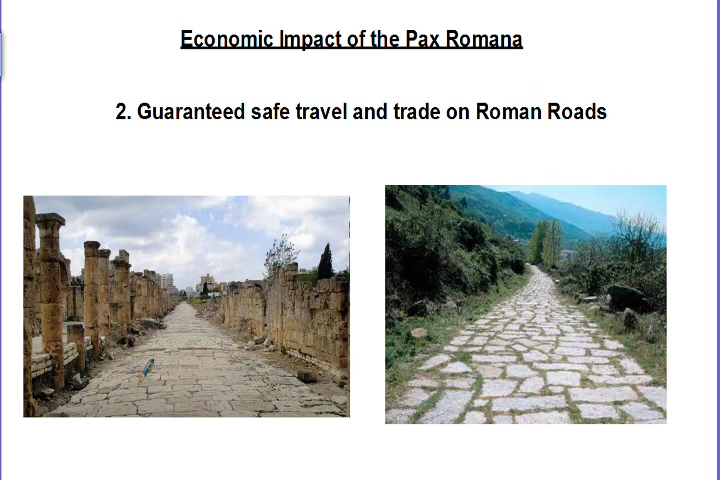 Economic Impact of the Pax Romana
2. Guaranteed safe travel and trade on Roman Roads